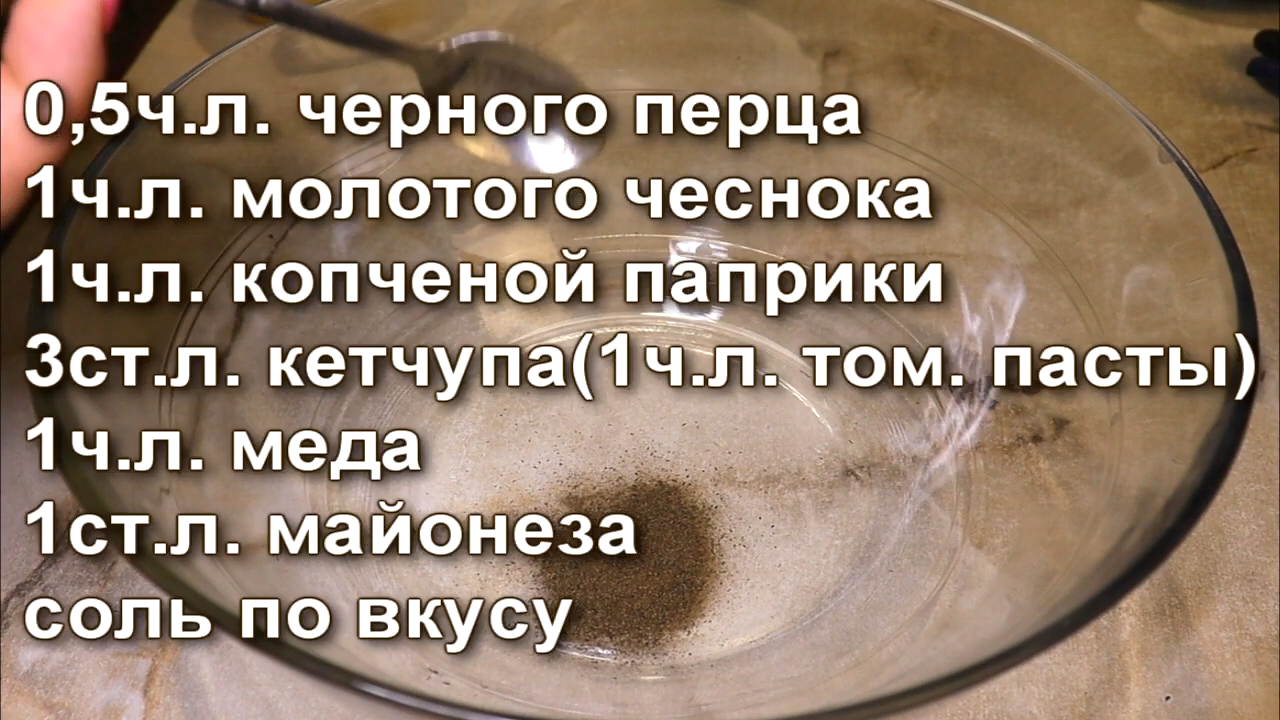 0,5ч.л. черного перца
1ч.л. молотого чеснока
1ч.л. копченой паприки
3ст.л. кетчупа(1ч.л. том. пасты)
1ч.л. меда
1ст.л. майонеза
соль по вкусу